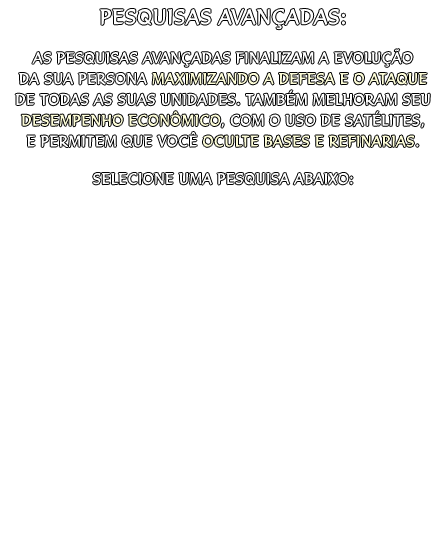 PESQUISAS AVANÇADAS:
AS PESQUISAS AVANÇADAS FINALIZAM A EVOLUÇÃO
DA SUA PERSONA MAXIMIZANDO A DEFESA E O ATAQUE
DE TODAS AS SUAS UNIDADES. TAMBÉM MELHORAM SEU
DESEMPENHO ECONÔMICO, COM O USO DE SATÉLITES,
E PERMITEM QUE VOCÊ OCULTE BASES E REFINARIAS.
SELECIONE UMA PESQUISA ABAIXO: